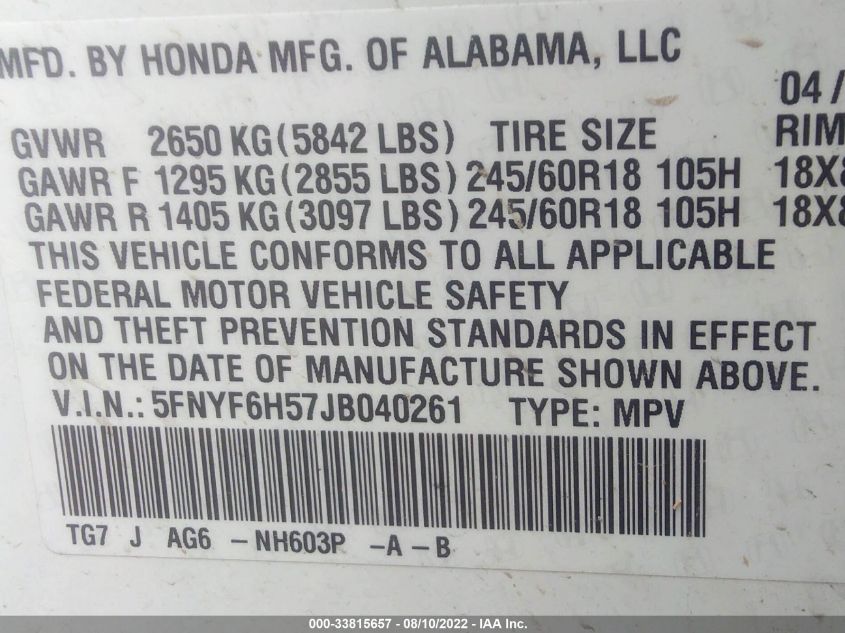 MFD. BY HONDA MFG. OF ALABAMA, LLC
04/
GVWR 2650 KG (5842 LBS) TIRE SIZE RIM
GAWR F 1295 KG (2855 LBS) 245/60R18 105H 18X8
GAWR R 1405 KG (3097 LBS) 245/60R18 105H 18X8
THIS VEHICLE CONFORMS TO ALL APPLICABLE
FEDERAL MOTOR VEHICLE SAFETY
AND THEFT PREVENTION STANDARDS IN EFFECT
ON THE DATE OF MANUFACTURE SHOWN ABOVE.
V.I.N.: 5FNYF6H57JB040261 TYPE: MPV
TG7 J AG6 -NH603P -A-B
000-33815657 - 08/10/2022 - IAA Inc.